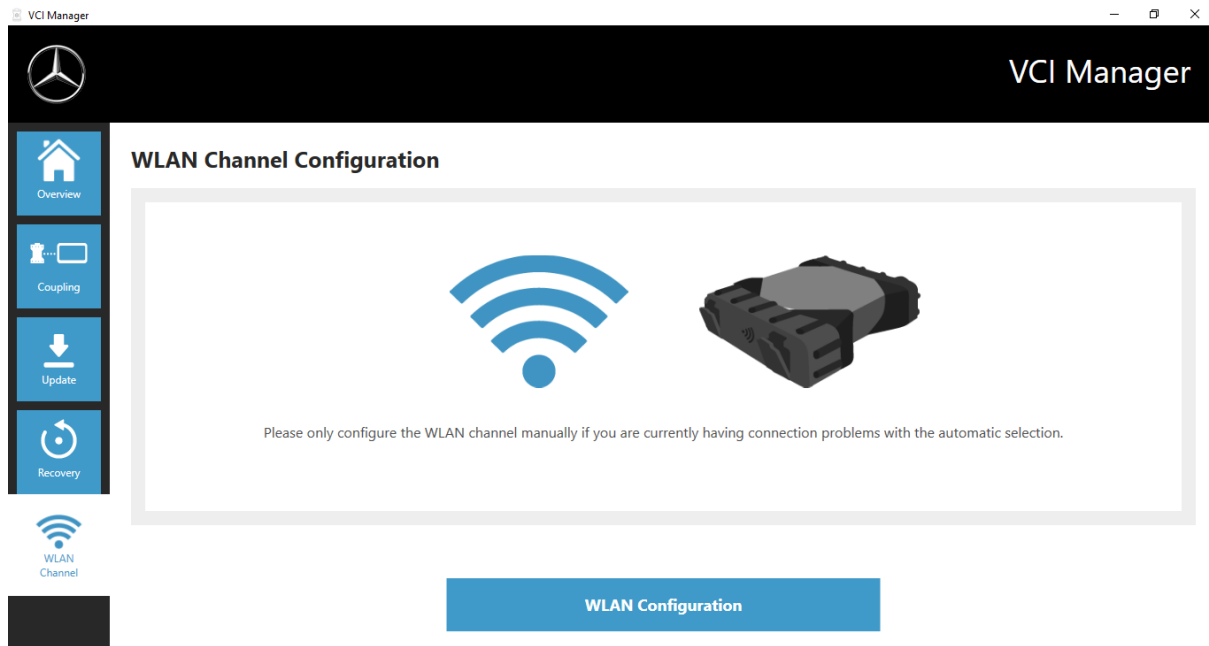 VCI Manager
VCI Manager
Overview
Coupling
Update
Recovery
WLAN
Channel
WLAN Channel Configuration
Please only configure the WLAN channel manually if you are currently having connection problems with the automatic selection.
WLAN Configuration